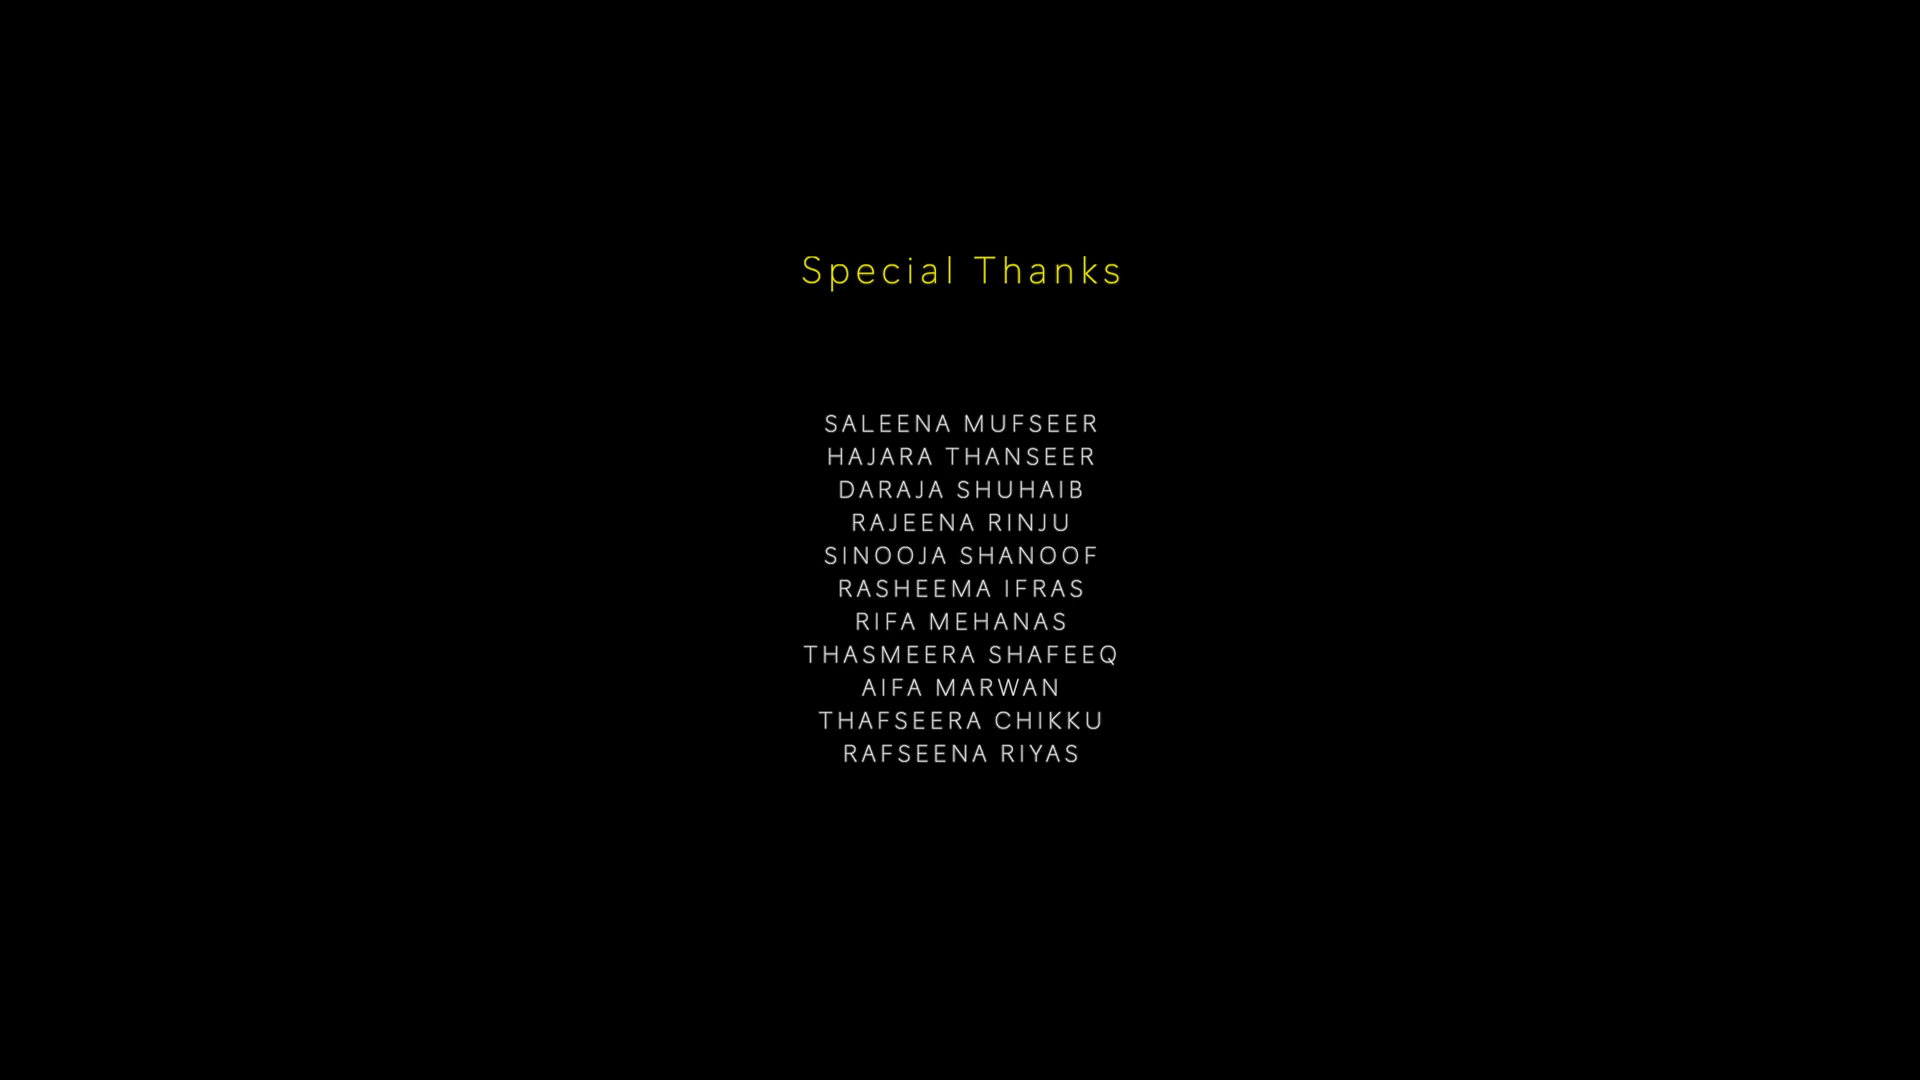 Special Thanks
SALEENA MUFSEER
HAJARA THANSEER
DARAJA SHUHAIB
RAJEENA RINJU
SINOOJA SHANOOF
RASHEEMA IFRAS
RIFA MEHANAS
THASMEERA SHAFEEQ
AIFA MARWAN
THAFSEERA CHIKKU
RAFSEENA RIYAS